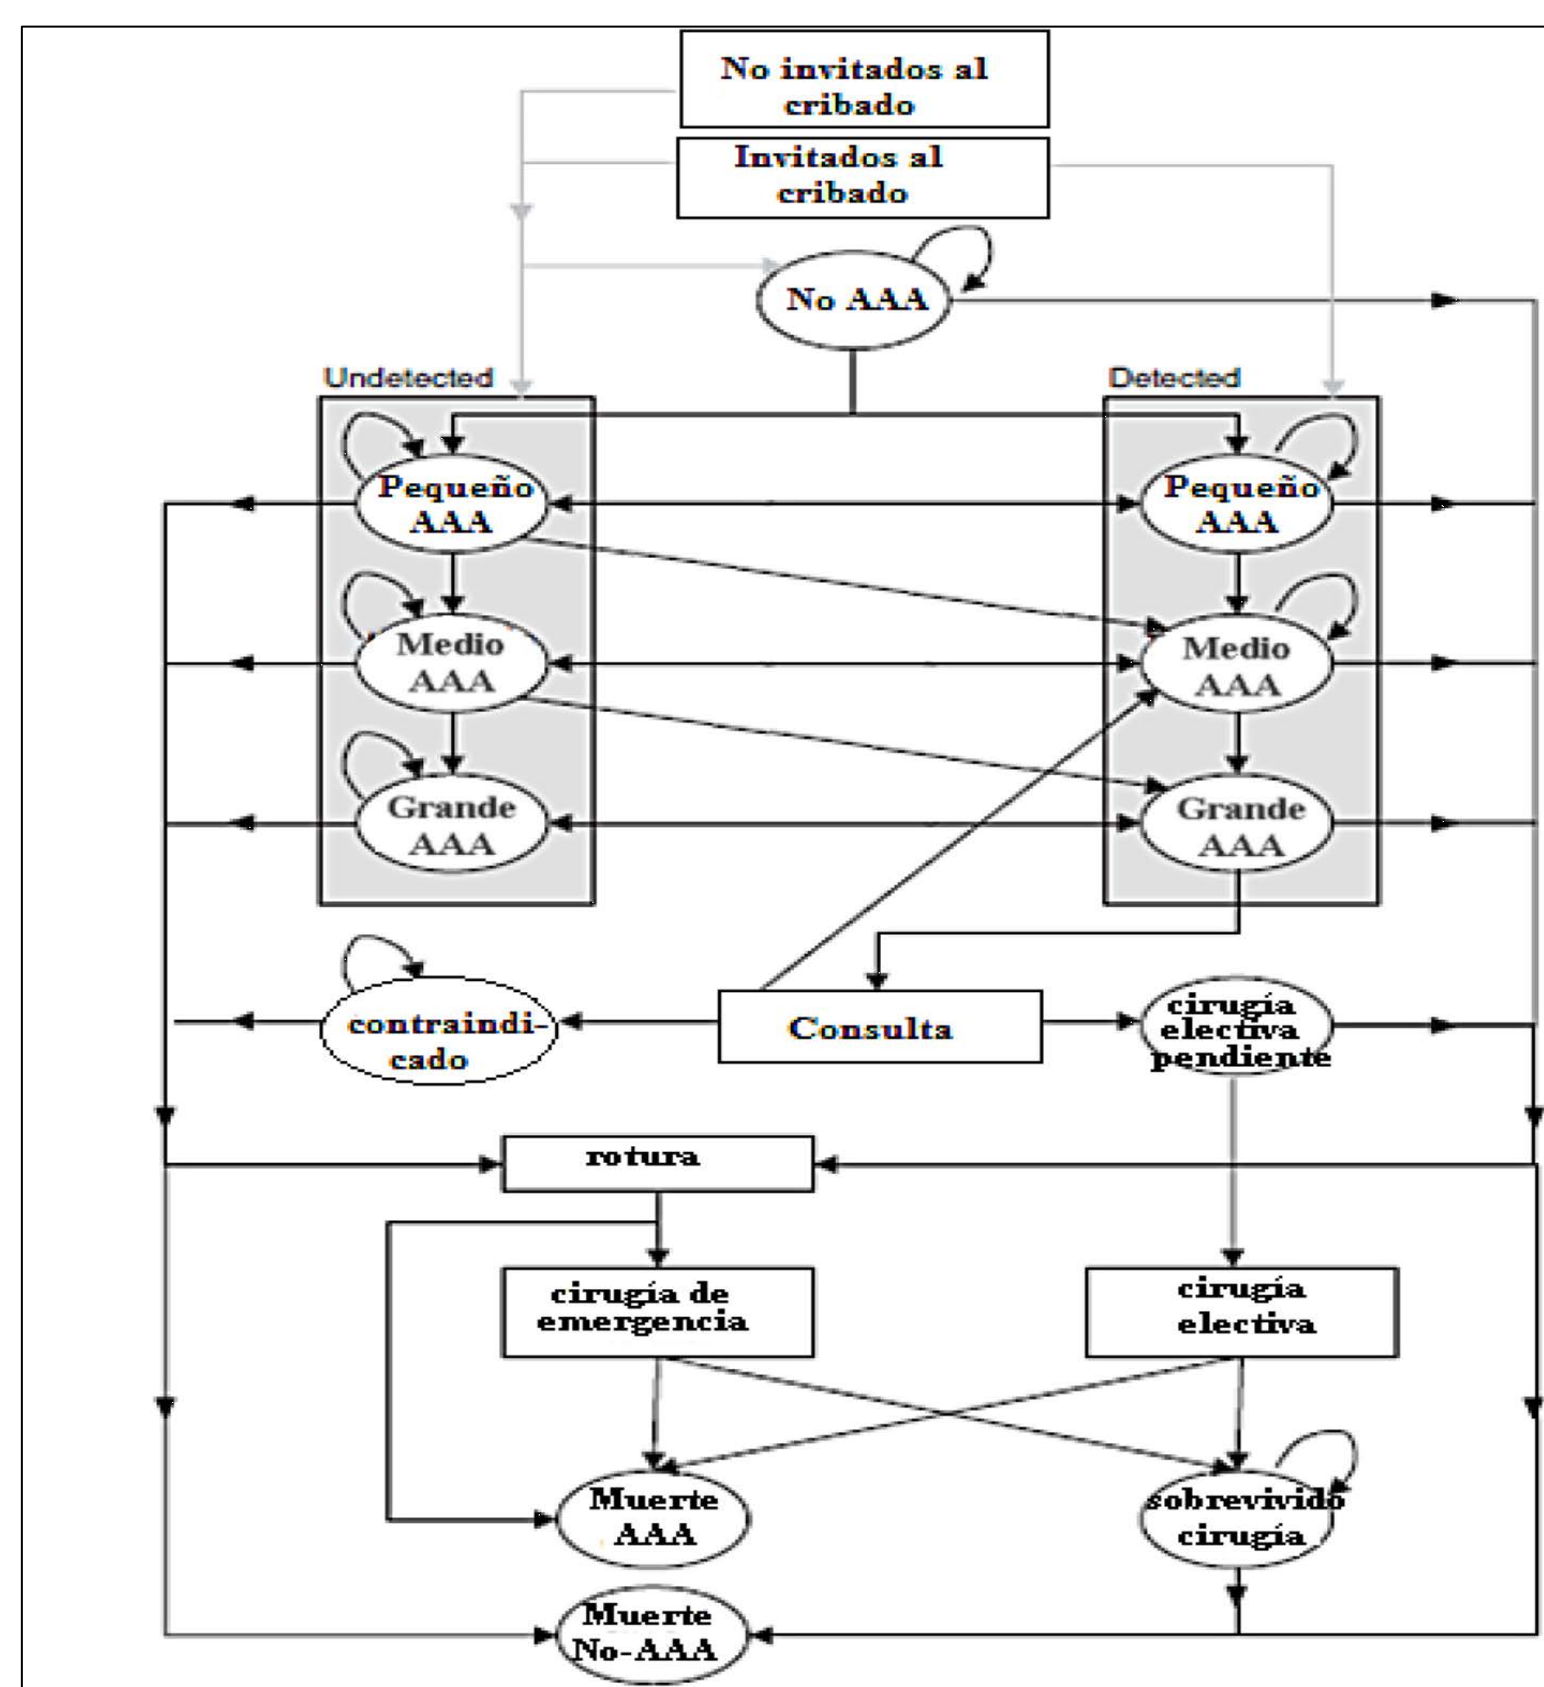 No invitados al
cribado
Invitados al
cribado
No AAA
Undetected
Detected
Pequeño
AAA
Pequeño
AAA
Medio
AAA
Medio
AAA
Grande
AAA
Grande
AAA
contraindi-
cado
Consulta
cirugía
electiva
pendiente
rotura
cirugía de
emergencia
cirugía
electiva
Muerte
AAA
sobrevivido
cirugía
Muerte
No-AAA